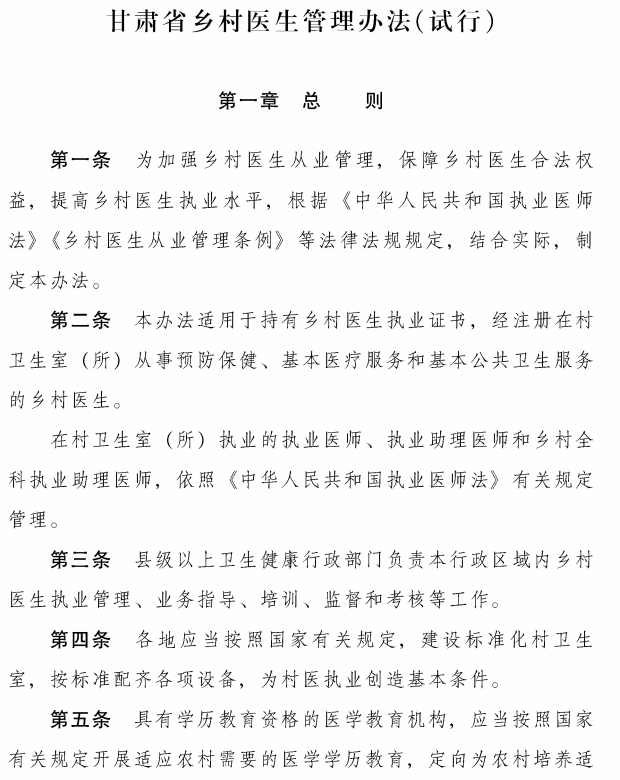 甘肃省乡村医生管理办法(试行)
第一章　总　　则
第一条　为加强乡村医生从业管理，保障乡村医生合法权
益，提高乡村医生执业水平，根据《中华人民共和国执业医师
法》《乡村医生从业管理条例》等法律法规规定，结合实际，制
定本办法。
第二条　本办法适用于持有乡村医生执业证书，经注册在村
卫生室（所）从事预防保健、基本医疗服务和基本公共卫生服务
的乡村医生。
在村卫生室（所）执业的执业医师、执业助理医师和乡村全
科执业助理医师，依照《中华人民共和国执业医师法》有关规定
管理。
第三条　县级以上卫生健康行政部门负责本行政区域内乡村
医生执业管理、业务指导、培训、监督和考核等工作。
第四条　各地应当按照国家有关规定，建设标准化村卫生
室，按标准配齐各项设备，为村医执业创造基本条件。
第五条　具有学历教育资格的医学教育机构，应当按照国家
有关规定开展适应农村需要的医学学历教育，定向为农村培养适